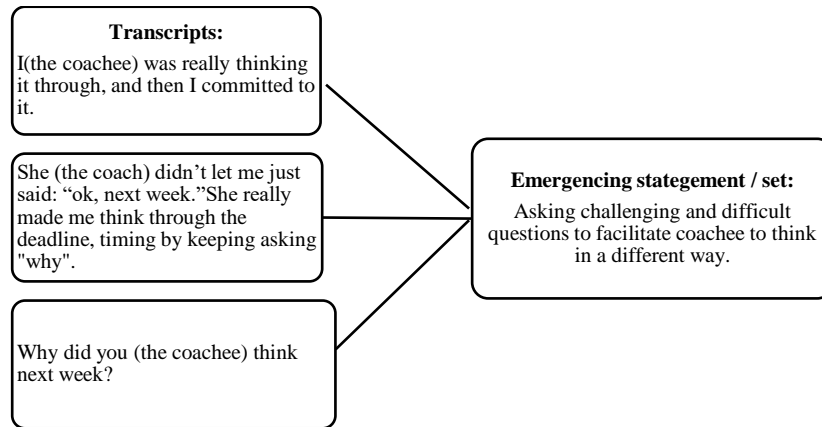 Transcripts:
I(the coachee) was really thinking
it through, and then I committed to
it.
She (the coach) didn’t let me just
said: “ok, next week.”She really
made me think through the
deadline, timing by keeping asking
"why".
Why did you (the coachee) think
next week?
Emergencing stategement / set:
Asking challenging and difficult
questions to facilitate coachee to think
in a different way.